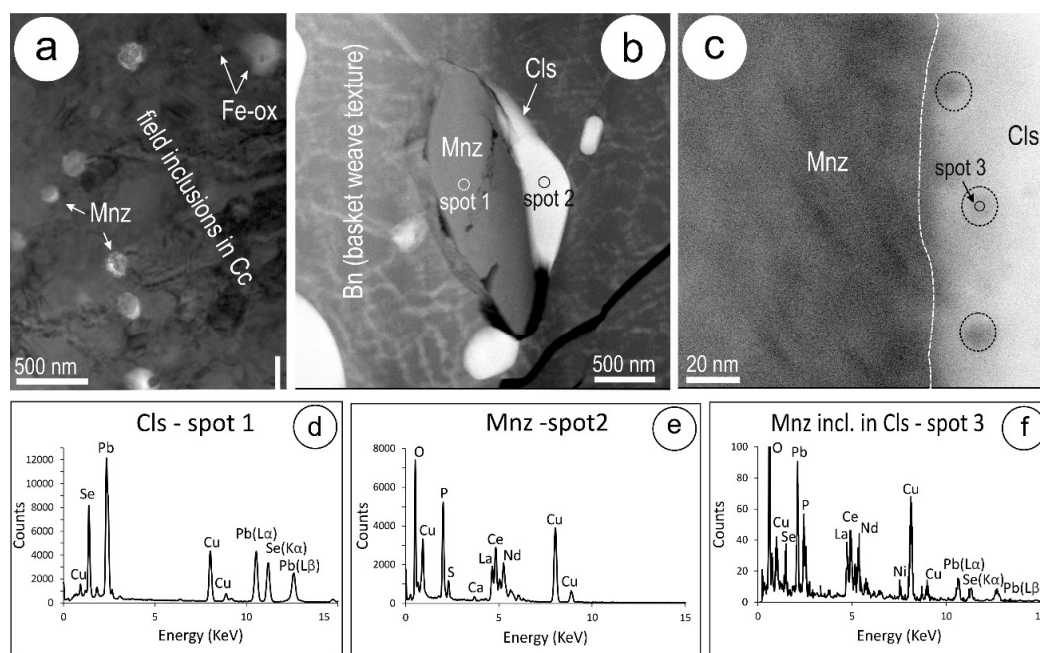 a
Fe-ox
field inclusions in Cc
Mnz
500 nm
b
Cls
Bn (basket weave texture)
Mnz
spot 1
spot 2
500 nm
c
Mnz
Cls
spot 3
20 nm
Cls - spot 1
d
Pb
Se
Cu
Cu
Cu
Pb(Lα)
Se(Kα)
Pb(Lβ)
Counts
12000
10000
8000
6000
4000
2000
0
0
5
10
15
Energy (KeV)
Mnz -spot2
e
O
P
Cu
S
Ca
La
Ce
Nd
Cu
Cu
Counts
8000
6000
4000
2000
0
0
5
10
15
Energy (KeV)
Mnz incl. in Cls - spot 3
f
O
Pb
P
Cu
Se
La
Ce
Nd
Cu
Ni
Cu
Pb(Lα)
Se(Kα)
Pb(Lβ)
Counts
100
80
60
40
20
0
5
10
15
Energy (KeV)